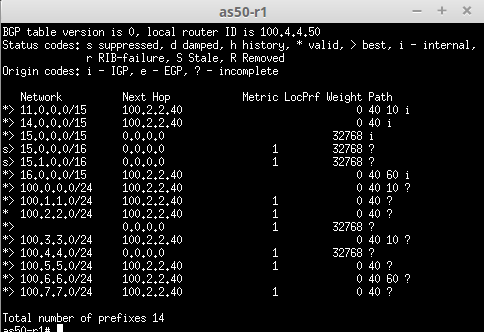 as50-r1
BGP table version is 0, local router ID is 100.4.4.50
Status codes: s suppressed, d damped, h history, * valid, > best, i - internal,
r RIB-failure, S Stale, R Removed
Origin codes: i - IGP, e - EGP, ? - incomplete
Network Next Hop Metric LocPrf Weight Path
*> 11.0.0.0/15 100.2.2.40 0 40 10 i
*> 14.0.0.0/15 100.2.2.40 0 40 i
*> 15.0.0.0/15 0.0.0.0 32768 i
s> 15.0.0.0/16 0.0.0.0 1 32768 ?
s> 15.1.0.0/16 0.0.0.0 1 32768 ?
*> 16.0.0.0/15 100.2.2.40 0 40 60 i
*> 100.0.0.0/24 100.2.2.40 0 40 10 ?
*> 100.1.1.0/24 100.2.2.40 1 0 40 ?
* 100.2.2.0/24 100.2.2.40 1 0 40 ?
*> 0.0.0.0 1 32768 ?
*> 100.3.3.0/24 100.2.2.40 0 40 10 ?
*> 100.4.4.0/24 0.0.0.0 1 32768 ?
*> 100.5.5.0/24 100.2.2.40 1 0 40 ?
*> 100.6.6.0/24 100.2.2.40 0 40 60 ?
*> 100.7.7.0/24 100.2.2.40 1 0 40 ?
Total number of prefixes 14
as50-r1#